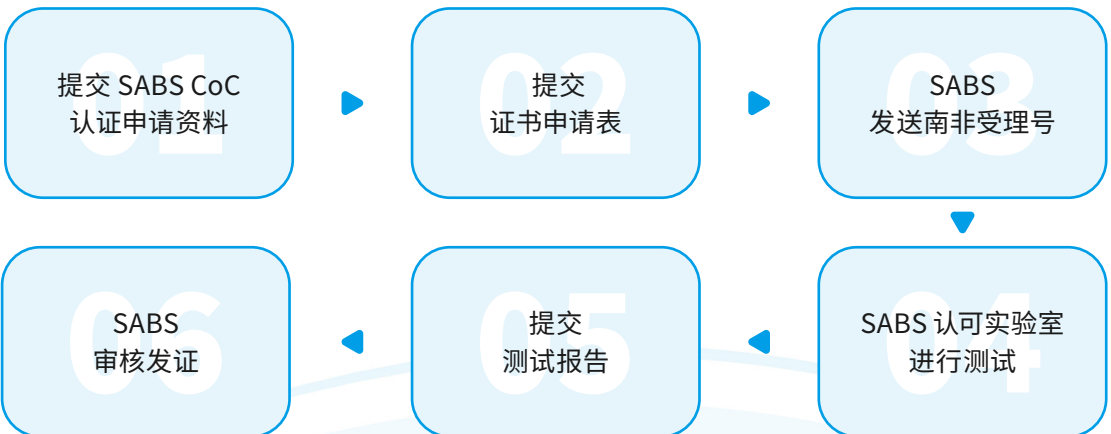 01
提交 SABS CoC
认证申请资料
02
提交
证书申请表
03
SABS
发送南非受理号
04
SABS 认可实验室
进行测试
05
提交
测试报告
06
SABS
审核发证